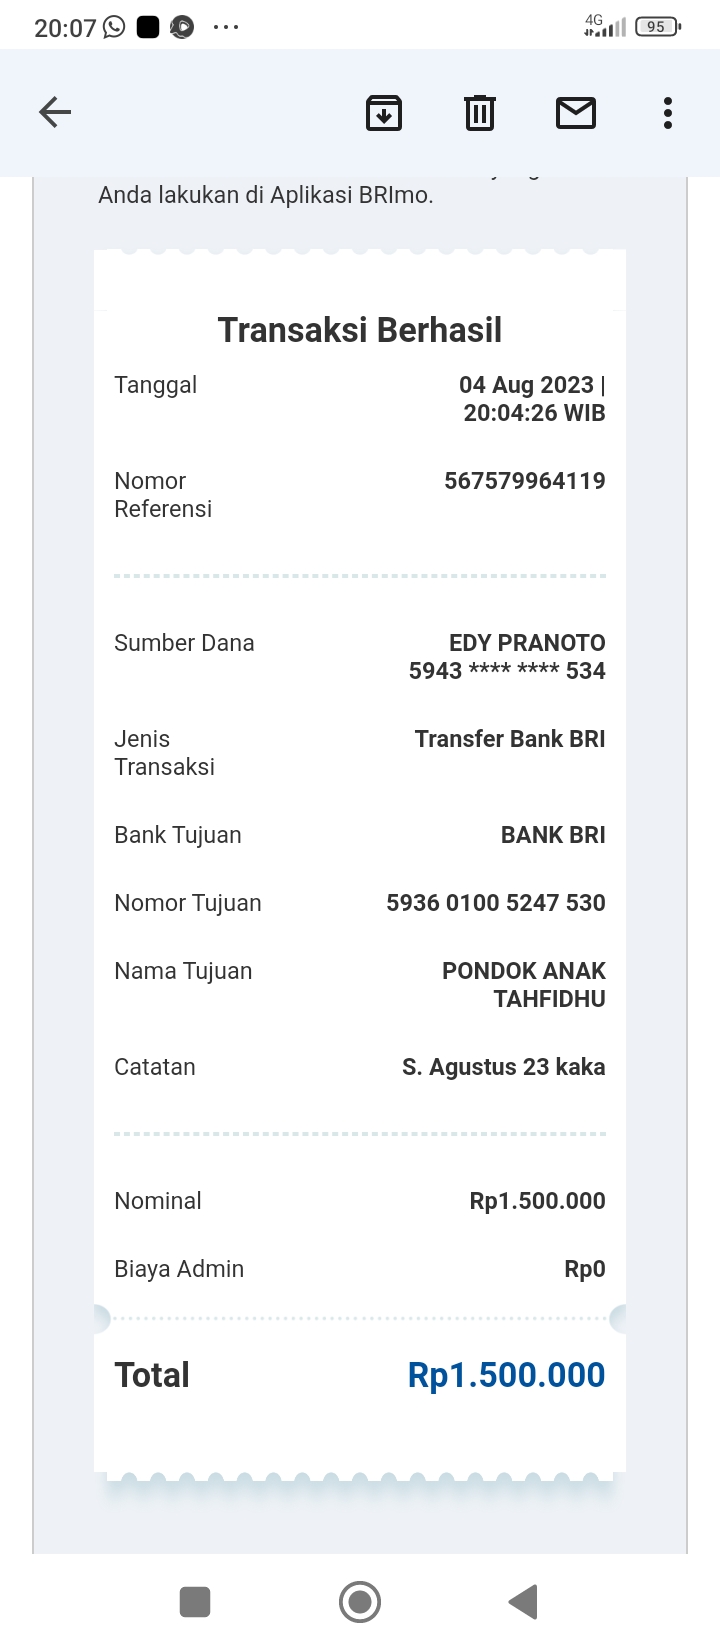 20:07
4G
95
Anda lakukan di Aplikasi BRImo.
Transaksi Berhasil
Tanggal
04 Aug 2023 |
20:04:26 WIB
Nomor
Referensi
567579964119
Sumber Dana
EDY PRANOTO
5943 **** **** 534
Jenis
Transaksi
Transfer Bank BRI
Bank Tujuan
BANK BRI
Nomor Tujuan
5936 0100 5247 530
Nama Tujuan
PONDOK ANAK
TAHFIDHU
Catatan
S. Agustus 23 kaka
Nominal
Rp1.500.000
Biaya Admin
Rp0
Total
Rp1.500.000